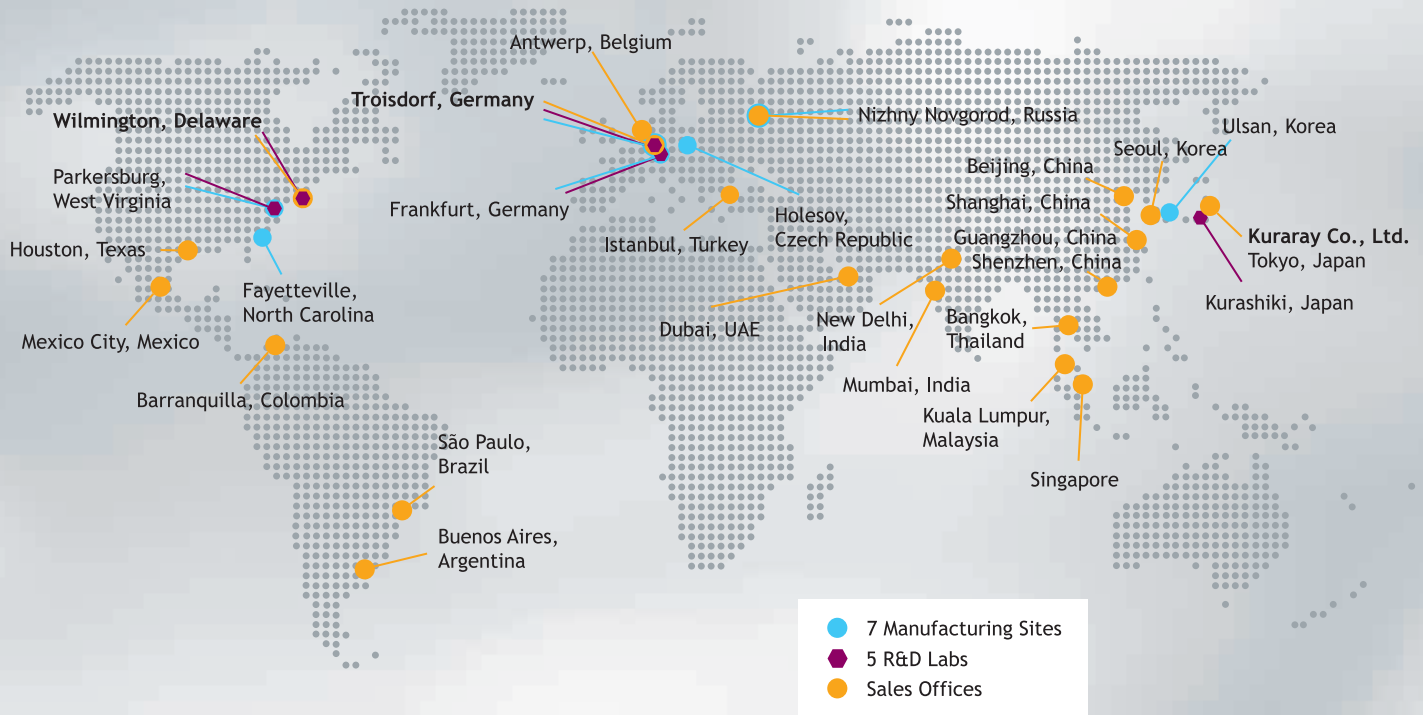 Antwerp, Belgium
Troisdorf, Germany
Wilmington, Delaware
Nizhny Novgorod, Russia
Ulsan, Korea
Seoul, Korea
Beijing, China
Parkersburg,
West Virginia
Shanghai, China
Frankfurt, Germany
Holesov,
Czech Republic
Istanbul, Turkey
Guangzhou, China
Shenzhen, China
Kuraray Co., Ltd.
Tokyo, Japan
Houston, Texas
Fayetteville,
North Carolina
Kurashiki, Japan
Dubai, UAE
New Delhi,
India
Bangkok,
Thailand
Mexico City, Mexico
Mumbai, India
Barranquilla, Colombia
Kuala Lumpur,
Malaysia
São Paulo,
Brazil
Singapore
Buenos Aires,
Argentina
7 Manufacturing Sites
5 R&D Labs
Sales Offices